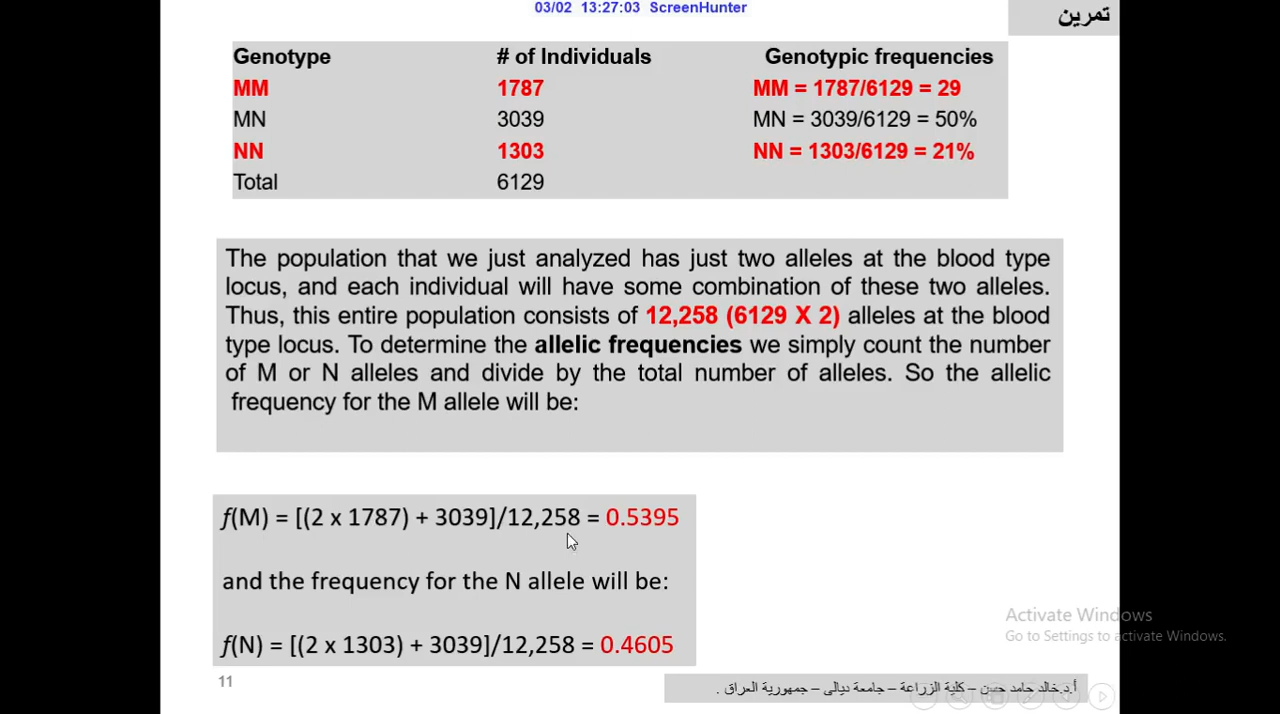 03/02 13:27:03 ScreenHunter
تمرين
Genotype # of Individuals Genotypic frequencies
MM 1787 MM = 1787/6129 = 29
MN 3039 MN = 3039/6129 = 50%
NN 1303 NN = 1303/6129 = 21%
Total 6129
The population that we just analyzed has just two alleles at the blood type
locus, and each individual will have some combination of these two alleles.
Thus, this entire population consists of 12,258 (6129 X 2) alleles at the blood
type locus. To determine the allelic frequencies we simply count the number
of M or N alleles and divide by the total number of alleles. So the allelic
frequency for the M allele will be:
f(M) = [(2 x 1787) + 3039]/12,258 = 0.5395
and the frequency for the N allele will be:
f(N) = [(2 x 1303) + 3039]/12,258 = 0.4605
Activate Windows
Go to Settings to activate Windows.
11
أ.د.خالد حامد حسن – كلية الزراعة – جامعة ديالى – جمهورية العراق .